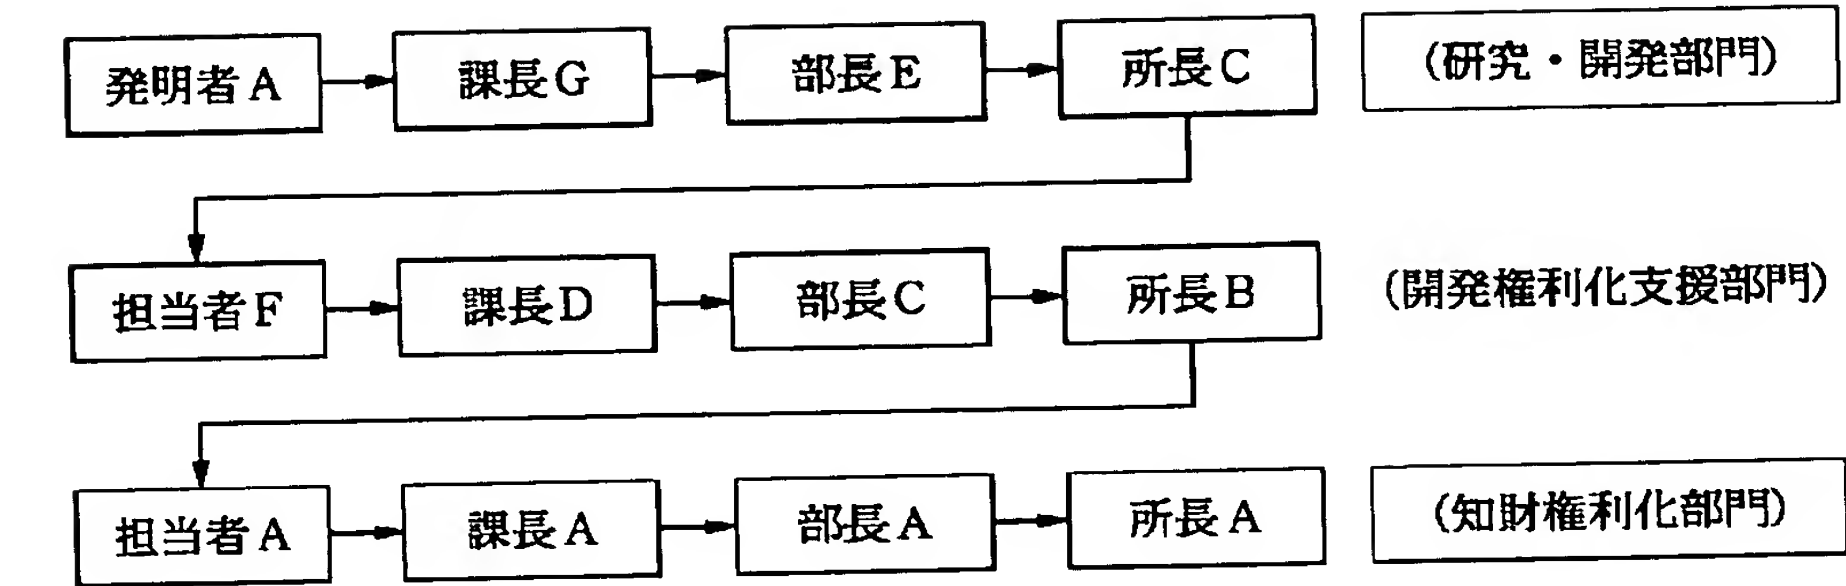 発明者A 課長G 部長E 所長C (研究・開発部門)
担当者F 課長D 部長C 所長B (開発権利化支援部門)
担当者A 課長A 部長A 所長A (知財権利化部門)